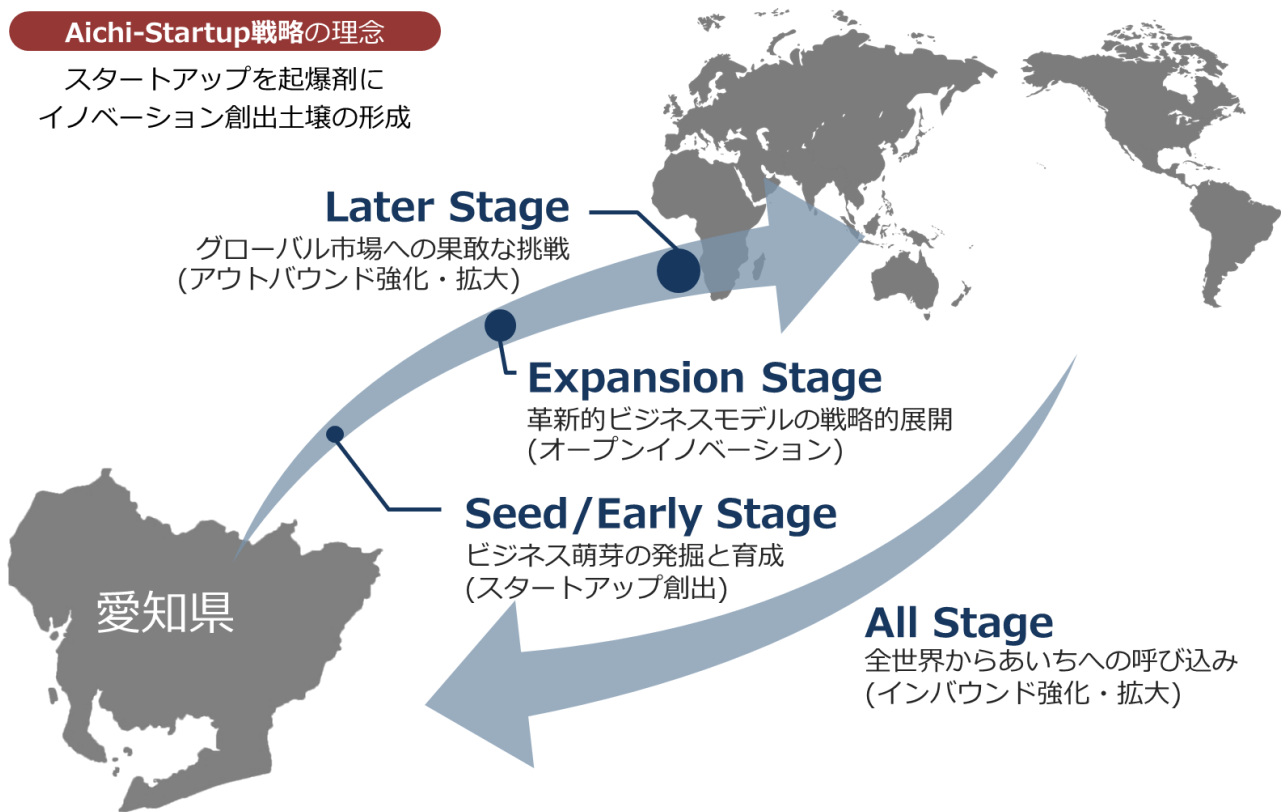 Aichi-Startup戦略の理念
スタートアップを起爆剤に
イノベーション創出土壌の形成
Later Stage
グローバル市場への果敢な挑戦
(アウトバウンド強化・拡大)
Expansion Stage
革新的ビジネスモデルの戦略的展開
(オープンイノベーション)
Seed/Early Stage
ビジネス萌芽の発掘と育成
(スタートアップ創出)
愛知県
All Stage
全世界からあいちへの呼び込み
(インバウンド強化・拡大)